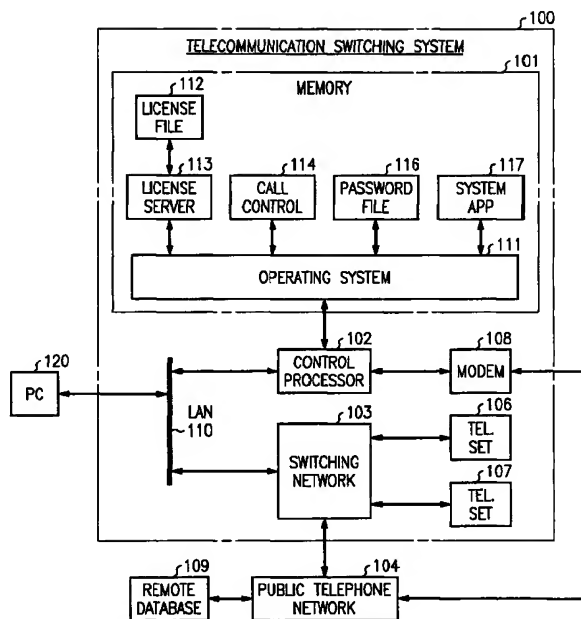 100
TELECOMMUNICATION SWITCHING SYSTEM
101
MEMORY
112
LICENSE
FILE
113
LICENSE
SERVER
114
CALL
CONTROL
116
PASSWORD
FILE
117
SYSTEM
APP
111
OPERATING SYSTEM
120
PC
LAN
110
102
CONTROL
PROCESSOR
108
MODEM
103
SWITCHING
NETWORK
106
TEL.
SET
107
TEL.
SET
109
REMOTE
DATABASE
104
PUBLIC TELEPHONE
NETWORK